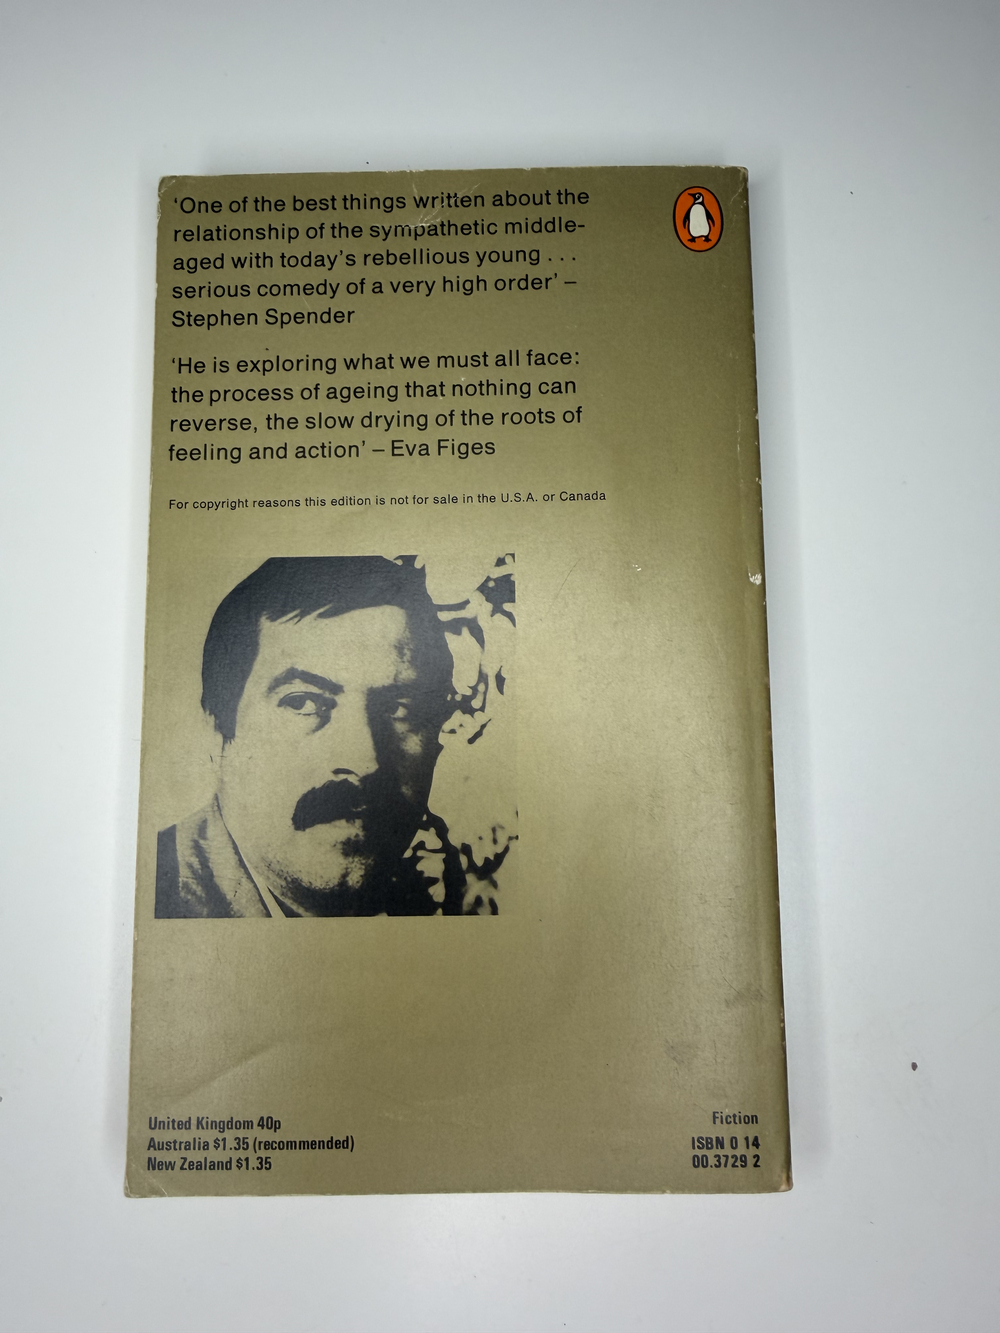 ‘One of the best things written about the
relationship of the sympathetic middle-
aged with today’s rebellious young . . .
serious comedy of a very high order’ –
Stephen Spender
‘He is exploring what we must all face:
the process of ageing that nothing can
reverse, the slow drying of the roots of
feeling and action’ – Eva Figes
For copyright reasons this edition is not for sale in the U.S.A. or Canada
United Kingdom 40p
Australia $1.35 (recommended)
New Zealand $1.35
Fiction
ISBN 0 14
00.3729 2